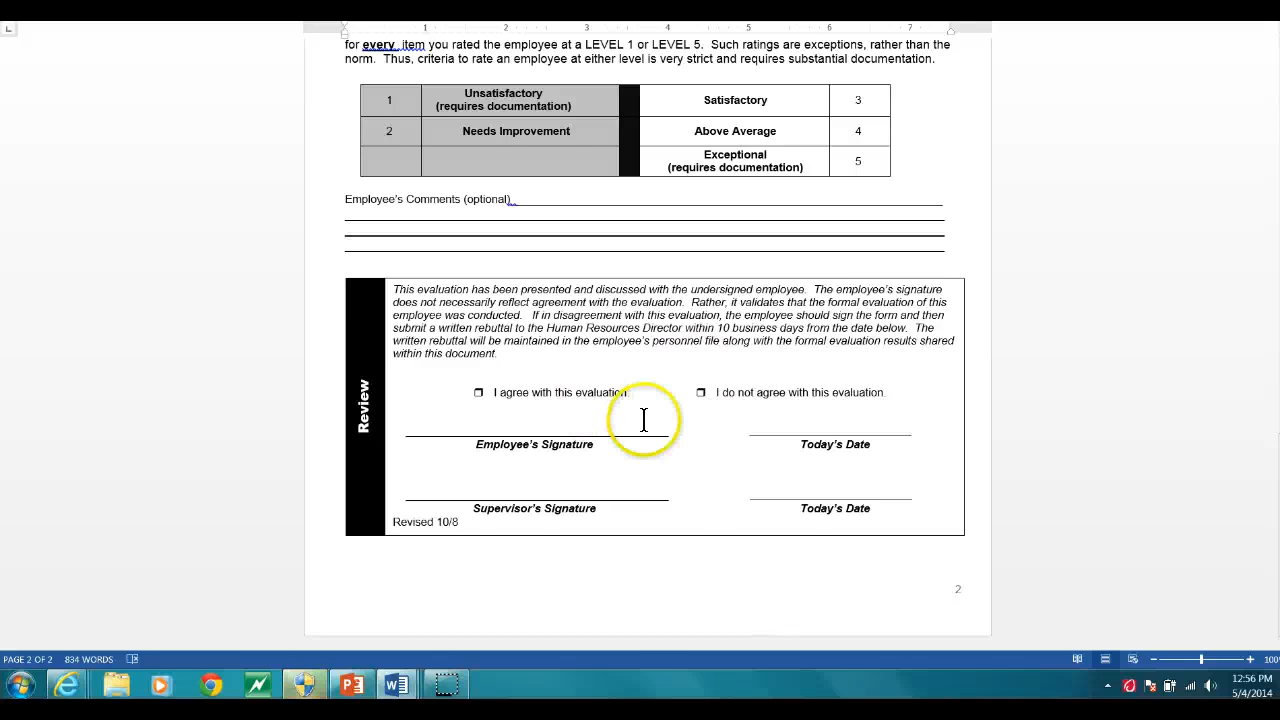 1 2 3 4 5 6 7
for every item you rated the employee at a LEVEL 1 or LEVEL 5. Such ratings are exceptions, rather than the
norm. Thus, criteria to rate an employee at either level is very strict and requires substantial documentation.
1 Unsatisfactory Satisfactory 3
(requires documentation)
2 Needs Improvement Above Average 4
Exceptional 5
(requires documentation)
Employee's Comments (optional)
This evaluation has been presented and discussed with the undersigned employee. The employee's signature
does not necessarily reflect agreement with the evaluation. Rather, it validates that the formal evaluation of this
employee was conducted. If in disagreement with this evaluation, the employee should sign the form and then
submit a written rebuttal to the Human Resources Director within 10 business days from the date below. The
written rebuttal will be maintained in the employee's personnel file along with the formal evaluation results shared
within this document.
Review
I agree with this evaluation. I do not agree with this evaluation.
Employee's Signature Today's Date
Supervisor's Signature Today's Date
Revised 10/8
2
PAGE 2 OF 2 834 WORDS 100
12:56 PM
5/4/2014